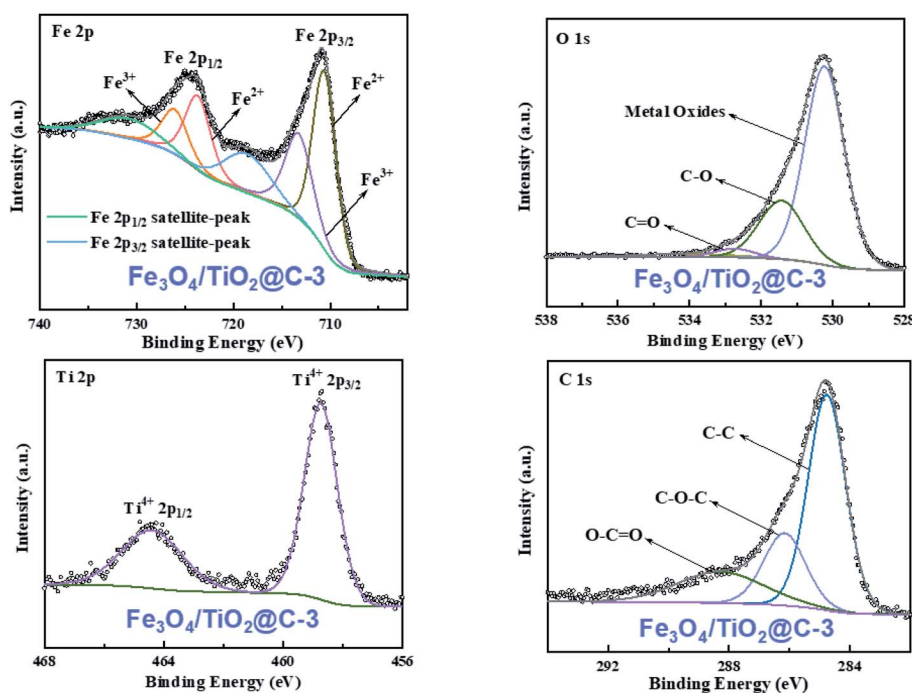 Fe 2p
Fe 2p3/2
Fe 2p1/2
Fe3+
Fe2+
Fe2+
Fe3+
Fe 2p1/2 satellite-peak
Fe 2p3/2 satellite-peak
Fe3O4/TiO2@C-3
Intensity (a.u.)
740 730 720 710
Binding Energy (eV)
O 1s
Metal Oxides
C-O
C=O
Fe3O4/TiO2@C-3
Intensity (a.u.)
538 536 534 532 530 528
Binding Energy (eV)
Ti 2p
Ti4+ 2p3/2
Ti4+ 2p1/2
Fe3O4/TiO2@C-3
Intensity (a.u.)
468 464 460 456
Binding Energy (eV)
C 1s
C-C
C-O-C
O-C=O
Fe3O4/TiO2@C-3
Intensity (a.u.)
292 288 284
Binding Energy (eV)